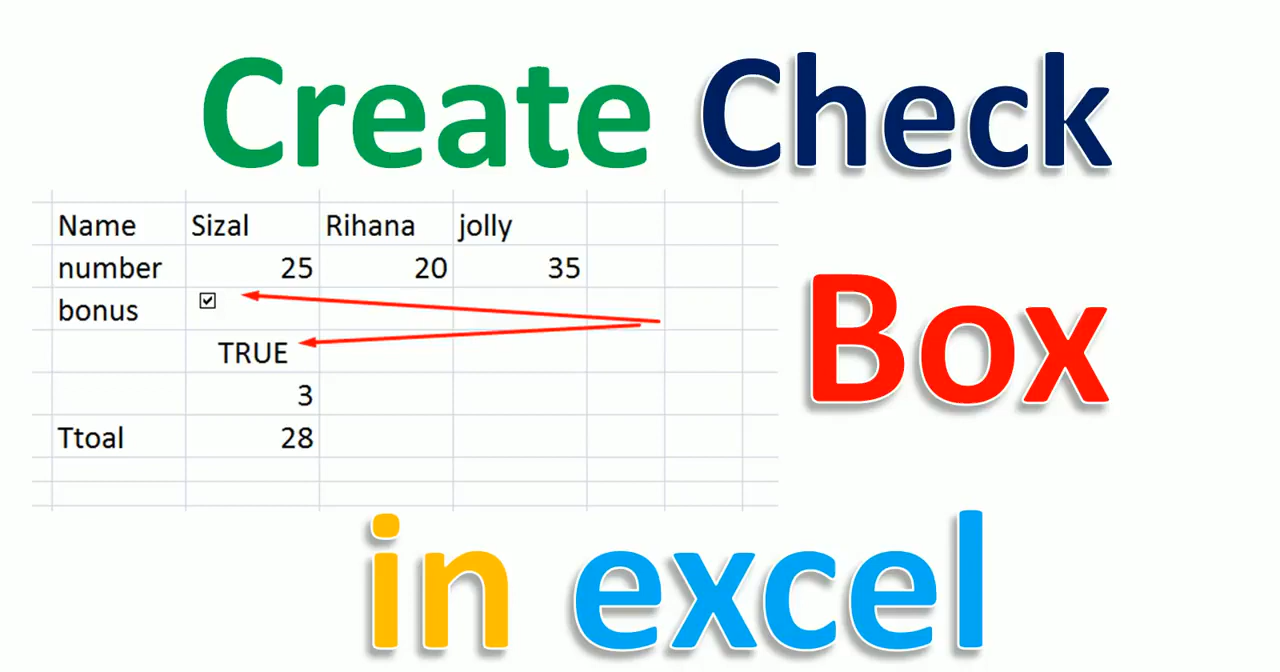 Create Check
Name Sizal Rihana jolly
number 25 20 35
bonus
TRUE
3
Ttoal 28
Box
in excel